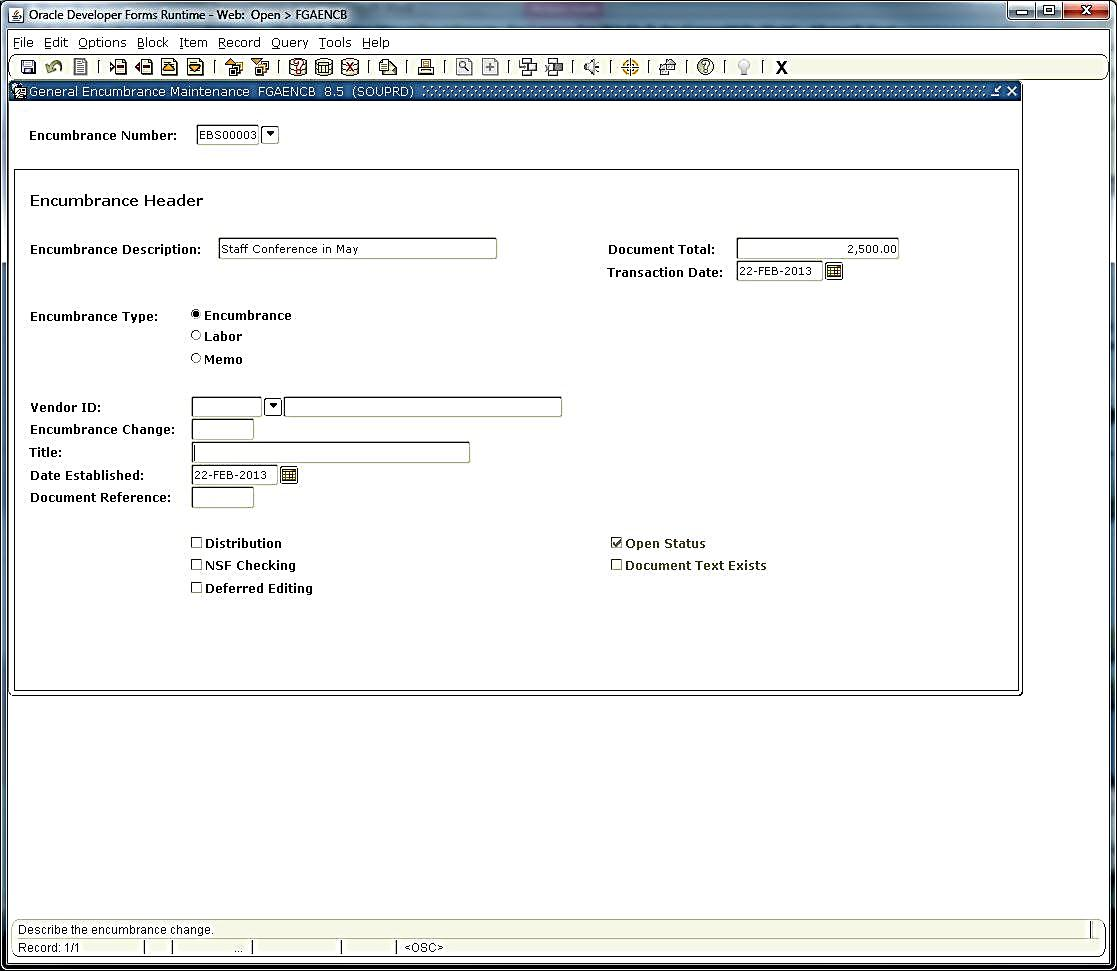 Oracle Developer Forms Runtime - Web: Open > FGAENCB
File Edit Options Block Item Record Query Tools Help
General Encumbrance Maintenance FGAENCB 8.5 (SOUPRD)
Encumbrance Number: EBS00003
Encumbrance Header
Encumbrance Description: Staff Conference in May Document Total: 2,500.00
Transaction Date: 22-FEB-2013
Encumbrance Type: Encumbrance
Labor
Memo
Vendor ID:
Encumbrance Change:
Title:
Date Established: 22-FEB-2013
Document Reference:
Distribution Open Status
NSF Checking Document Text Exists
Deferred Editing
Describe the encumbrance change.
Record: 1/1 ... <OSC>